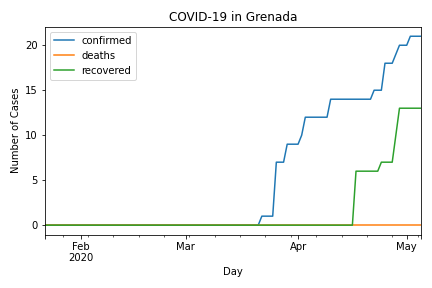 COVID-19 in Grenada
confirmed
deaths
recovered
Number of Cases
20
15
10
5
0
Feb
2020
Mar
Apr
May
Day